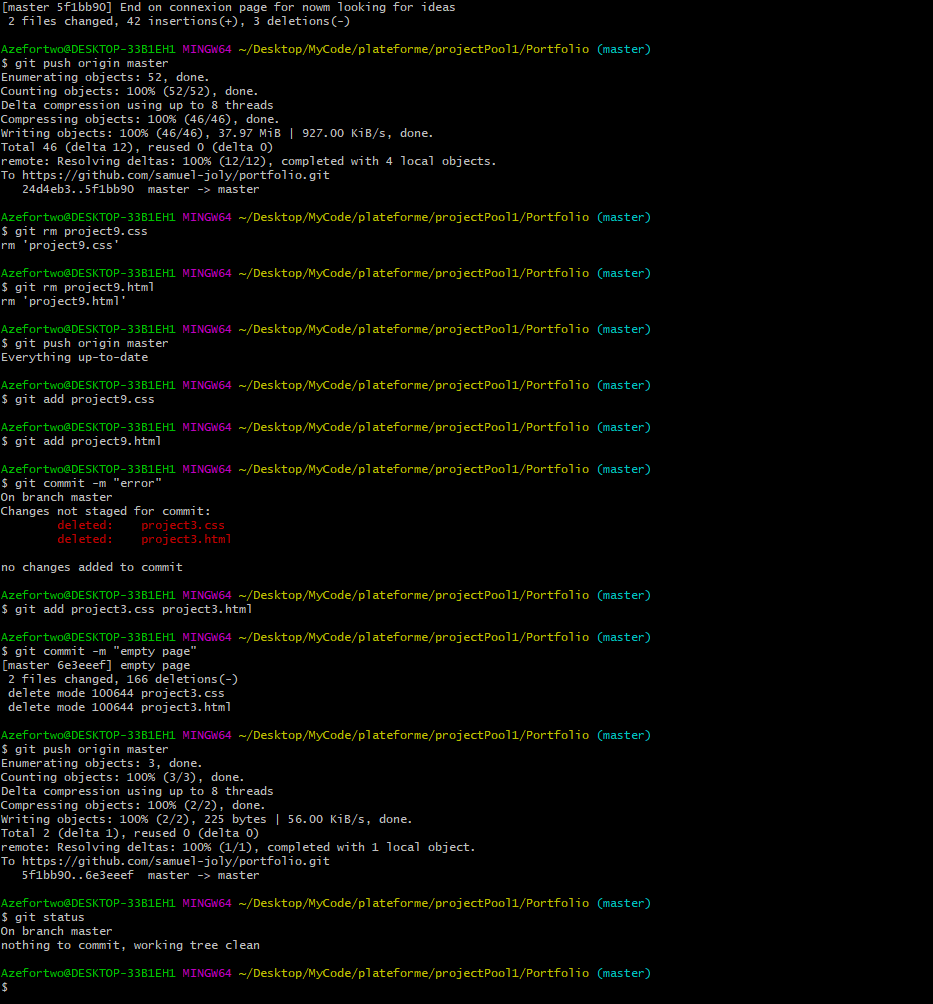 [master 5f1bb90] End on connexion page for nowm looking for ideas
 2 files changed, 42 insertions(+), 3 deletions(-)
Azefortwo@DESKTOP-33B1EH1 MINGW64 ~/Desktop/MyCode/plateforme/projectPool1/Portfolio (master)
$ git push origin master
Enumerating objects: 52, done.
Counting objects: 100% (52/52), done.
Delta compression using up to 8 threads
Compressing objects: 100% (46/46), done.
Writing objects: 100% (46/46), 37.97 MiB | 927.00 KiB/s, done.
Total 46 (delta 12), reused 0 (delta 0)
remote: Resolving deltas: 100% (12/12), completed with 4 local objects.
To https://github.com/samuel-joly/portfolio.git
   24d4eb3..5f1bb90  master -> master
Azefortwo@DESKTOP-33B1EH1 MINGW64 ~/Desktop/MyCode/plateforme/projectPool1/Portfolio (master)
$ git rm project9.css
rm 'project9.css'
Azefortwo@DESKTOP-33B1EH1 MINGW64 ~/Desktop/MyCode/plateforme/projectPool1/Portfolio (master)
$ git rm project9.html
rm 'project9.html'
Azefortwo@DESKTOP-33B1EH1 MINGW64 ~/Desktop/MyCode/plateforme/projectPool1/Portfolio (master)
$ git push origin master
Everything up-to-date
Azefortwo@DESKTOP-33B1EH1 MINGW64 ~/Desktop/MyCode/plateforme/projectPool1/Portfolio (master)
$ git add project9.css
Azefortwo@DESKTOP-33B1EH1 MINGW64 ~/Desktop/MyCode/plateforme/projectPool1/Portfolio (master)
$ git add project9.html
Azefortwo@DESKTOP-33B1EH1 MINGW64 ~/Desktop/MyCode/plateforme/projectPool1/Portfolio (master)
$ git commit -m "error"
On branch master
Changes not staged for commit:
        deleted:    project3.css
        deleted:    project3.html
no changes added to commit
Azefortwo@DESKTOP-33B1EH1 MINGW64 ~/Desktop/MyCode/plateforme/projectPool1/Portfolio (master)
$ git add project3.css project3.html
Azefortwo@DESKTOP-33B1EH1 MINGW64 ~/Desktop/MyCode/plateforme/projectPool1/Portfolio (master)
$ git commit -m "empty page"
[master 6e3eeef] empty page
 2 files changed, 166 deletions(-)
 delete mode 100644 project3.css
 delete mode 100644 project3.html
Azefortwo@DESKTOP-33B1EH1 MINGW64 ~/Desktop/MyCode/plateforme/projectPool1/Portfolio (master)
$ git push origin master
Enumerating objects: 3, done.
Counting objects: 100% (3/3), done.
Delta compression using up to 8 threads
Compressing objects: 100% (2/2), done.
Writing objects: 100% (2/2), 225 bytes | 56.00 KiB/s, done.
Total 2 (delta 1), reused 0 (delta 0)
remote: Resolving deltas: 100% (1/1), completed with 1 local object.
To https://github.com/samuel-joly/portfolio.git
   5f1bb90..6e3eeef  master -> master
Azefortwo@DESKTOP-33B1EH1 MINGW64 ~/Desktop/MyCode/plateforme/projectPool1/Portfolio (master)
$ git status
On branch master
nothing to commit, working tree clean
Azefortwo@DESKTOP-33B1EH1 MINGW64 ~/Desktop/MyCode/plateforme/projectPool1/Portfolio (master)
$